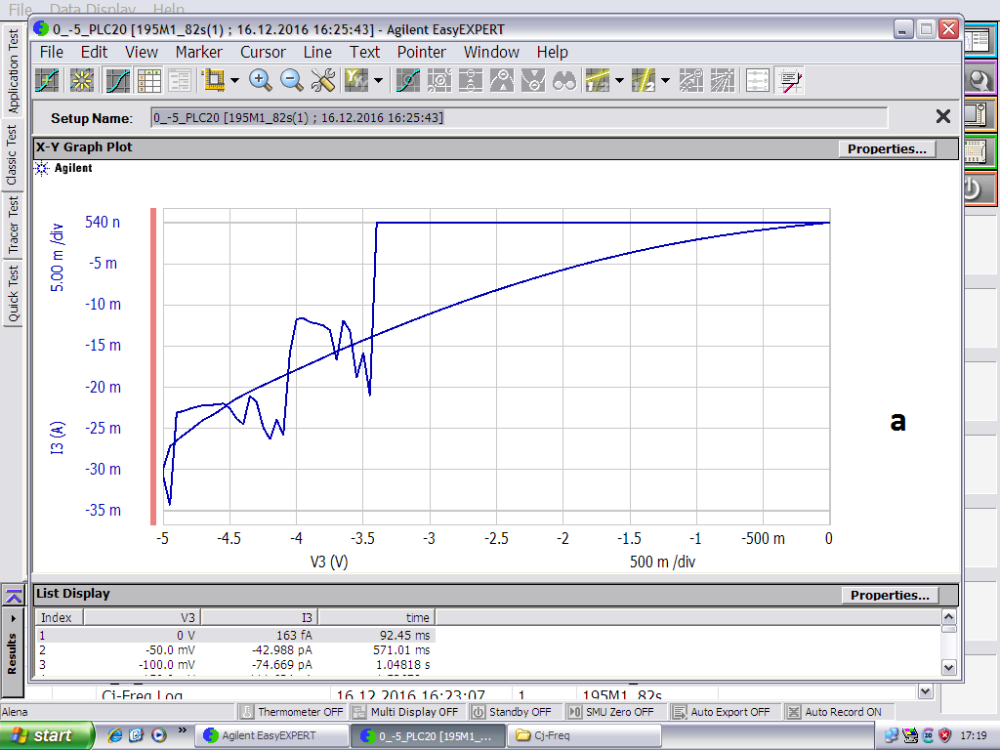 File Data Display Help
0_-5_PLC20 [195M1_82s(1) ; 16.12.2016 16:25:43] - Agilent EasyEXPERT
File Edit View Marker Cursor Line Text Pointer Window Help
Application Test
Classic Test
Tracer Test
Quick Test
Results
Setup Name: 0_-5_PLC20 [195M1_82s(1) ; 16.12.2016 16:25:43]
X-Y Graph Plot
Properties...
Agilent
5.00 m /div
I3 (A)
540 n
-5 m
-10 m
-15 m
-20 m
-25 m
-30 m
-35 m
a
-5 -4.5 -4 -3.5 -3 -2.5 -2 -1.5 -1 -500 m 0
V3 (V) 500 m /div
List Display
Properties...
Index V3 I3 time
1 0 V 163 fA 92.45 ms
2 -50.0 mV -42.988 pA 571.01 ms
3 -100.0 mV -74.669 pA 1.04818 s
Cj-Freq Log 16.12.2016 16:23:07 1 195M1_82s
Alena Thermometer OFF Multi Display OFF Standby OFF SMU Zero OFF Auto Export OFF Auto Record ON
start Agilent EasyEXPERT 0_-5_PLC20 [195M1_... Cj-Freq 17:19